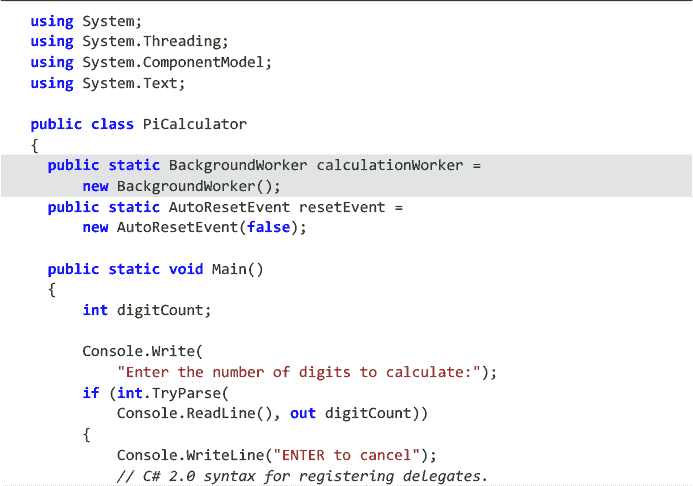 using System;
using System.Threading;
using System.ComponentModel;
using System.Text;

public class PiCalculator
{
  public static BackgroundWorker calculationWorker =
      new BackgroundWorker();
  public static AutoResetEvent resetEvent =
      new AutoResetEvent(false);

  public static void Main()
  {
      int digitCount;

      Console.Write(
          "Enter the number of digits to calculate:");
      if (int.TryParse(
          Console.ReadLine(), out digitCount))
      {
          Console.WriteLine("ENTER to cancel");
          // C# 2.0 syntax for registering delegates.